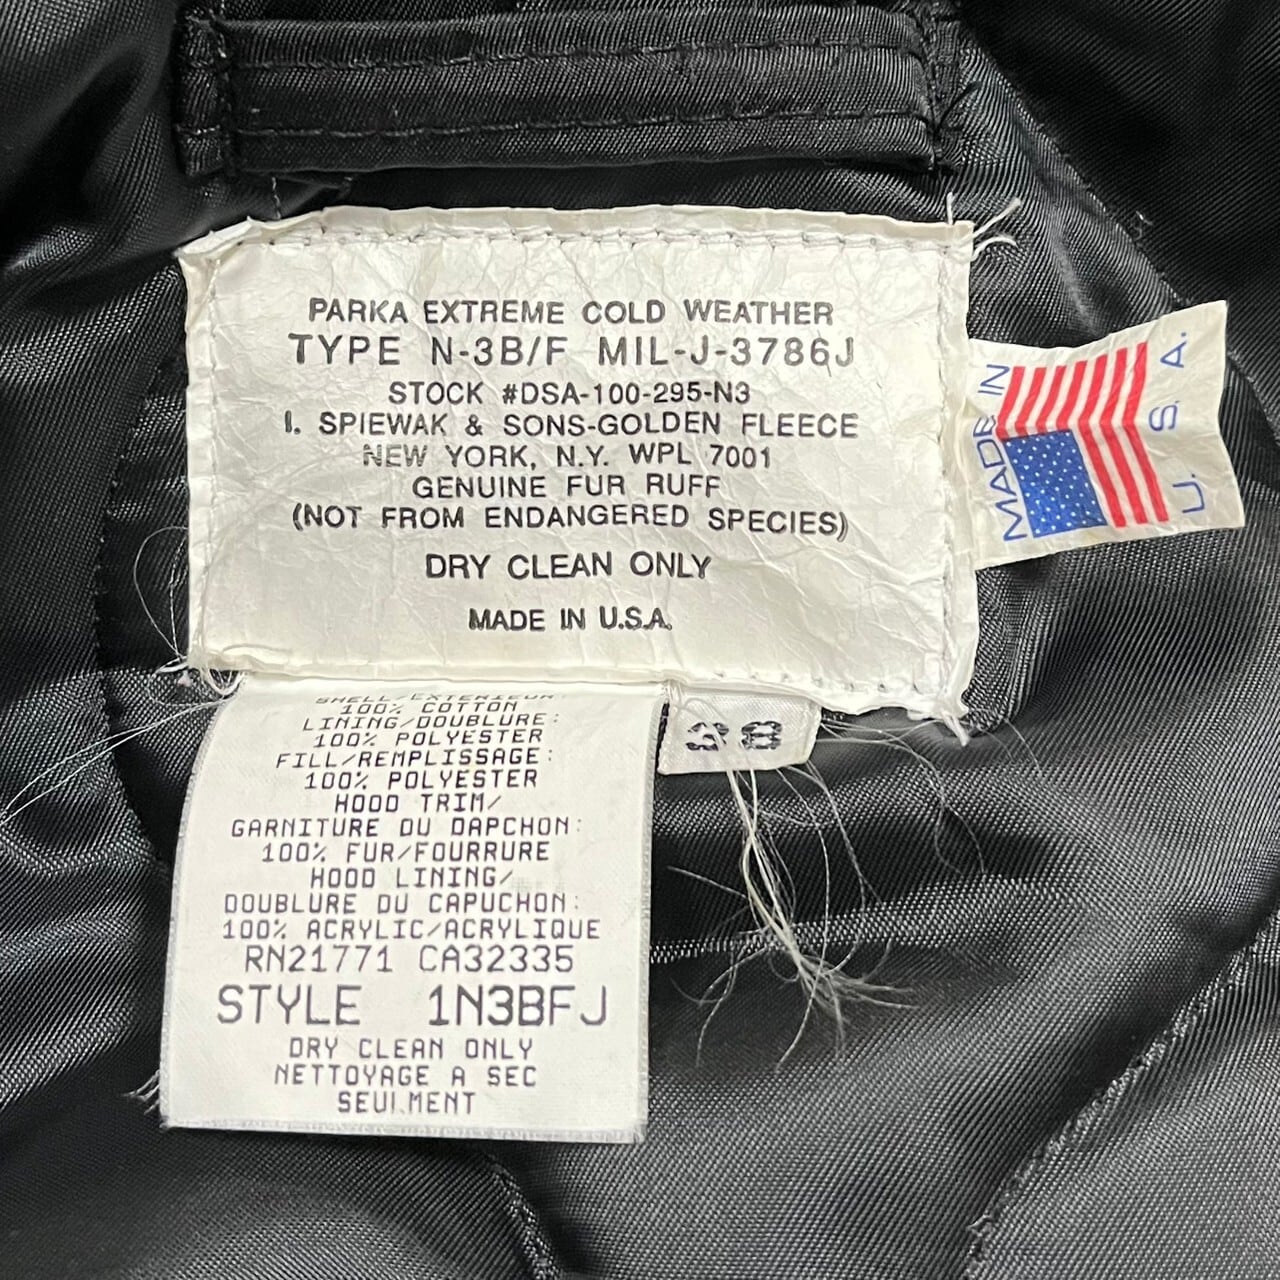 PARKA EXTREME COLD WEATHER
TYPE N-3B/F MIL-J-3786J
STOCK #DSA-100-295-N3
I. SPIEWAK & SONS-GOLDEN FLEECE
NEW YORK, N.Y. WPL 7001
GENUINE FUR RUFF
(NOT FROM ENDANGERED SPECIES)
DRY CLEAN ONLY
MADE IN U.S.A.
MADE IN
U. S. A.
38
SHELL/EXTERIEUR:
100% COTTON
LINING/DOUBLURE:
100% POLYESTER
FILL/REMPLISSAGE:
100% POLYESTER
HOOD TRIM/
GARNITURE DU DAPCHON:
100% FUR/FOURRURE
HOOD LINING/
DOUBLURE DU CAPUCHON:
100% ACRYLIC/ACRYLIQUE
RN21771 CA32335
STYLE 1N3BFJ
DRY CLEAN ONLY
NETTOYAGE A SEC
SEULMENT